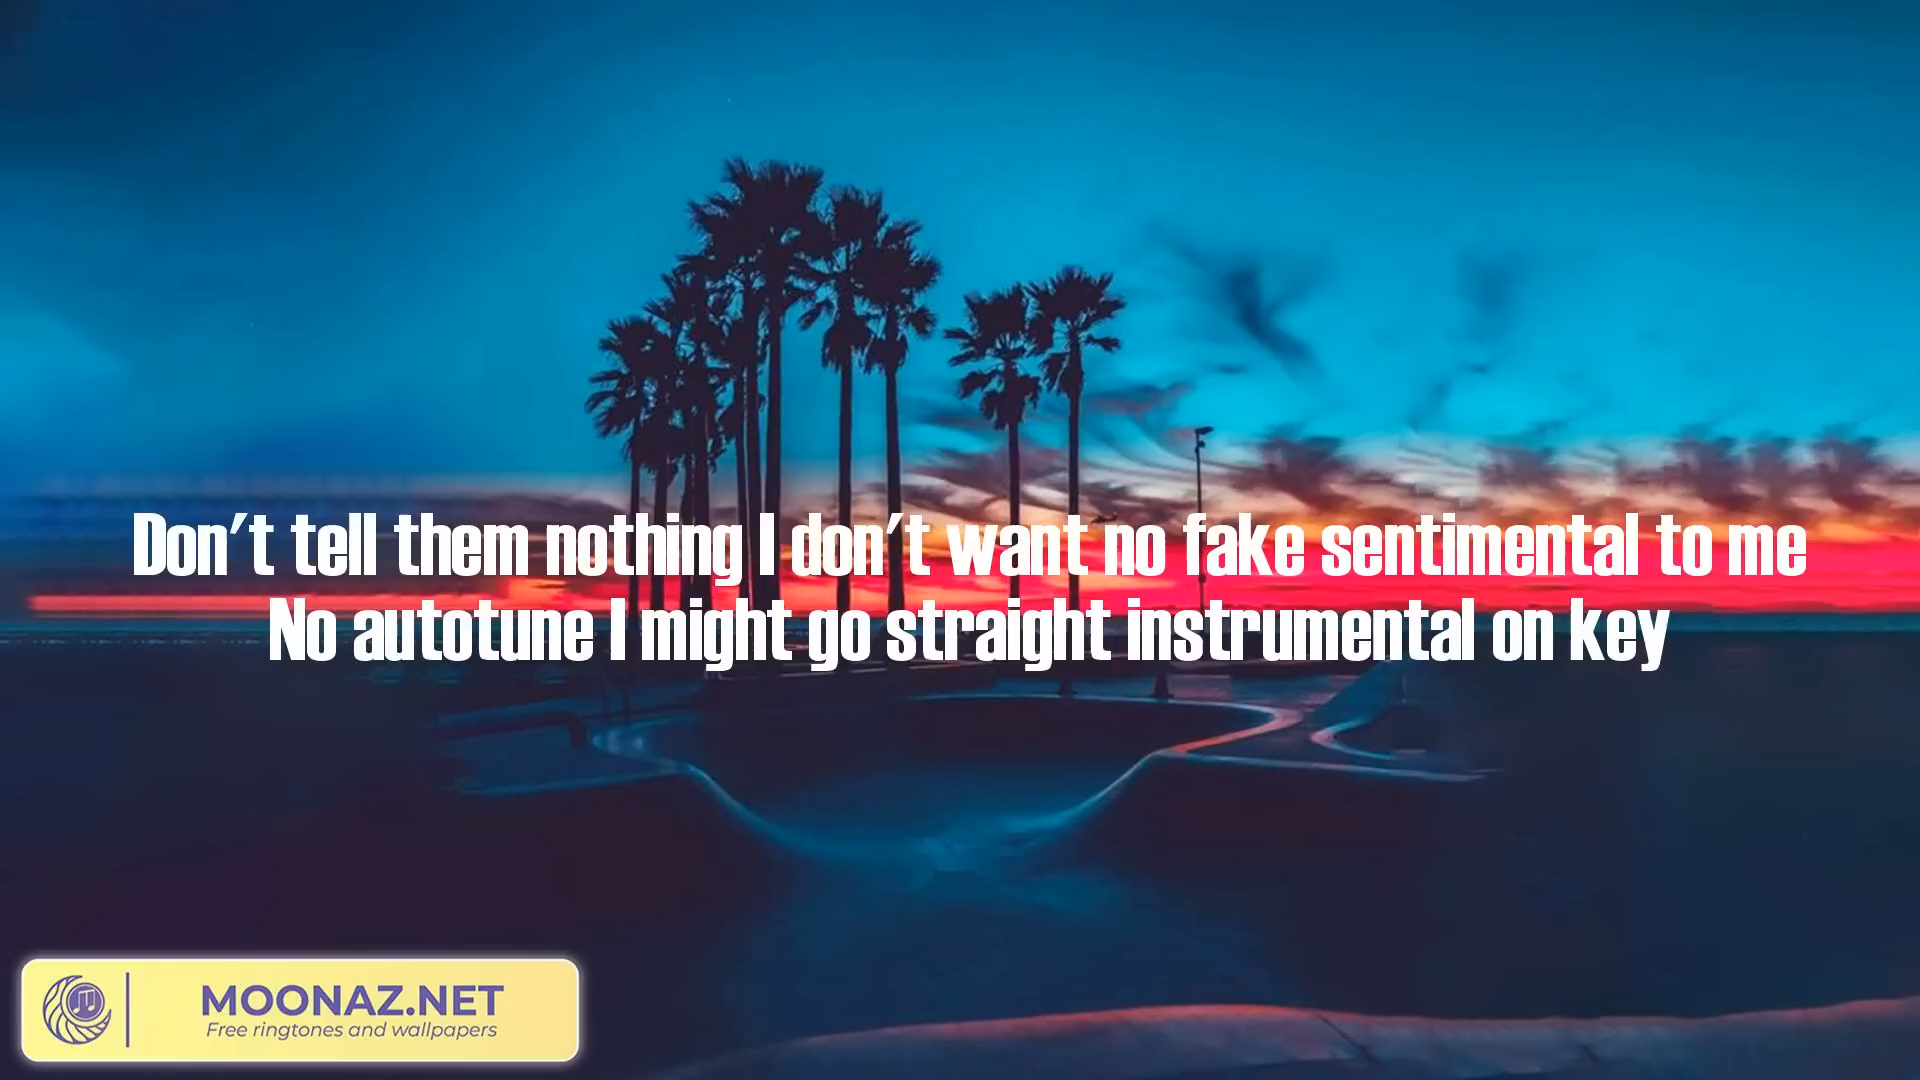 Don't tell them nothing I don't want no fake sentimental to me
No autotune I might go straight instrumental on key
MOONAZ.NET
Free ringtones and wallpapers